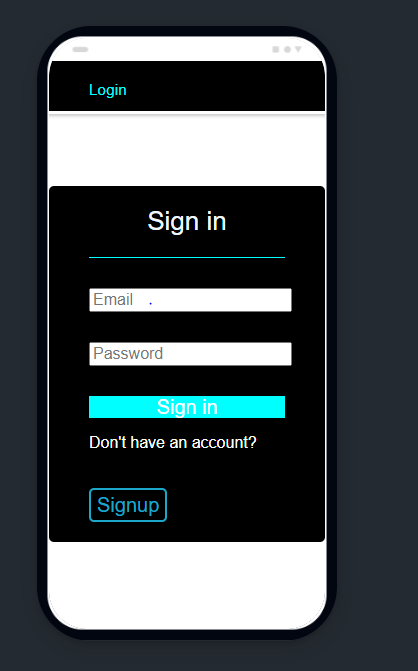 Login
Sign in
Email
Password
Sign in
Don't have an account?
Signup